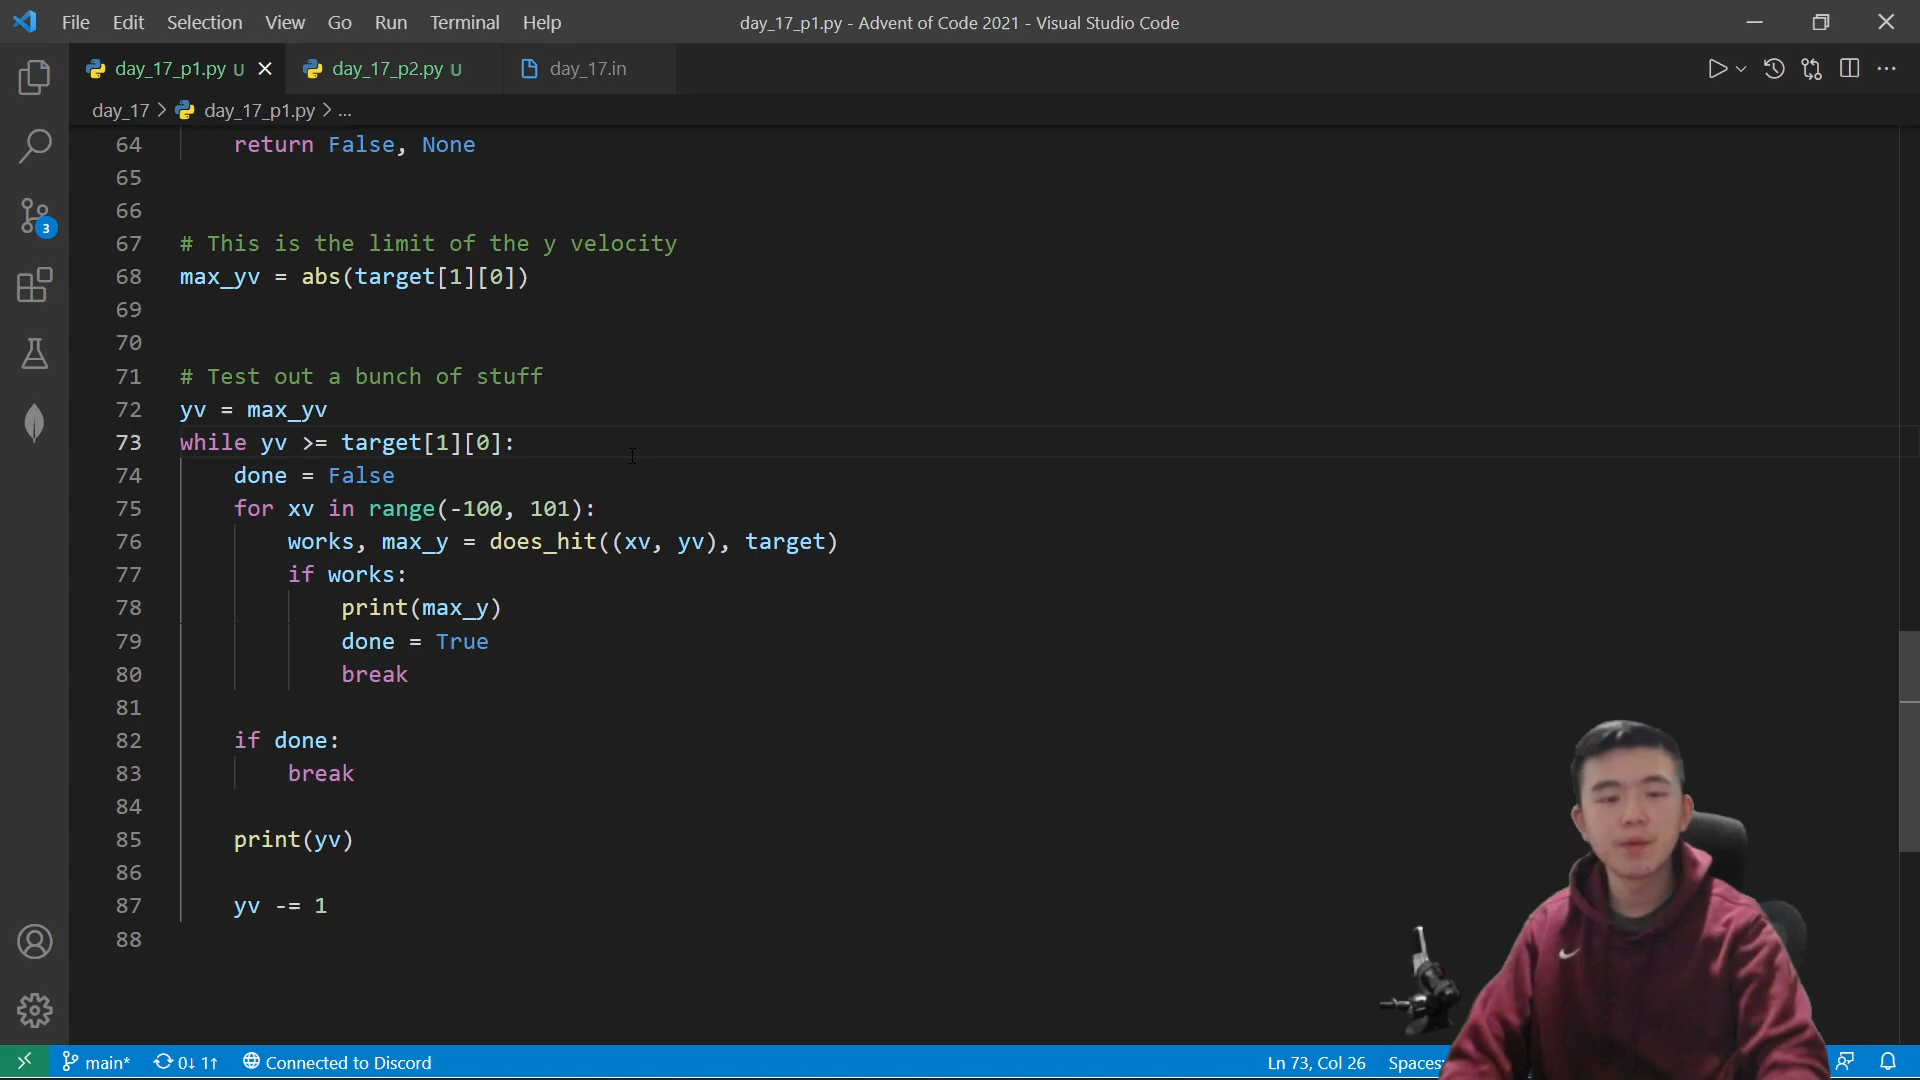 File Edit Selection View Go Run Terminal Help
day_17_p1.py - Advent of Code 2021 - Visual Studio Code
day_17_p1.py U
day_17_p2.py U
day_17.in
day_17 > day_17_p1.py > ...
64 return False, None
65
66
67 # This is the limit of the y velocity
68 max_yv = abs(target[1][0])
69
70
71 # Test out a bunch of stuff
72 yv = max_yv
73 while yv >= target[1][0]:
74 done = False
75 for xv in range(-100, 101):
76 works, max_y = does_hit((xv, yv), target)
77 if works:
78 print(max_y)
79 done = True
80 break
81
82 if done:
83 break
84
85 print(yv)
86
87 yv -= 1
88
3
main* 0↓ 1↑ Connected to Discord
Ln 73, Col 26 Spaces: